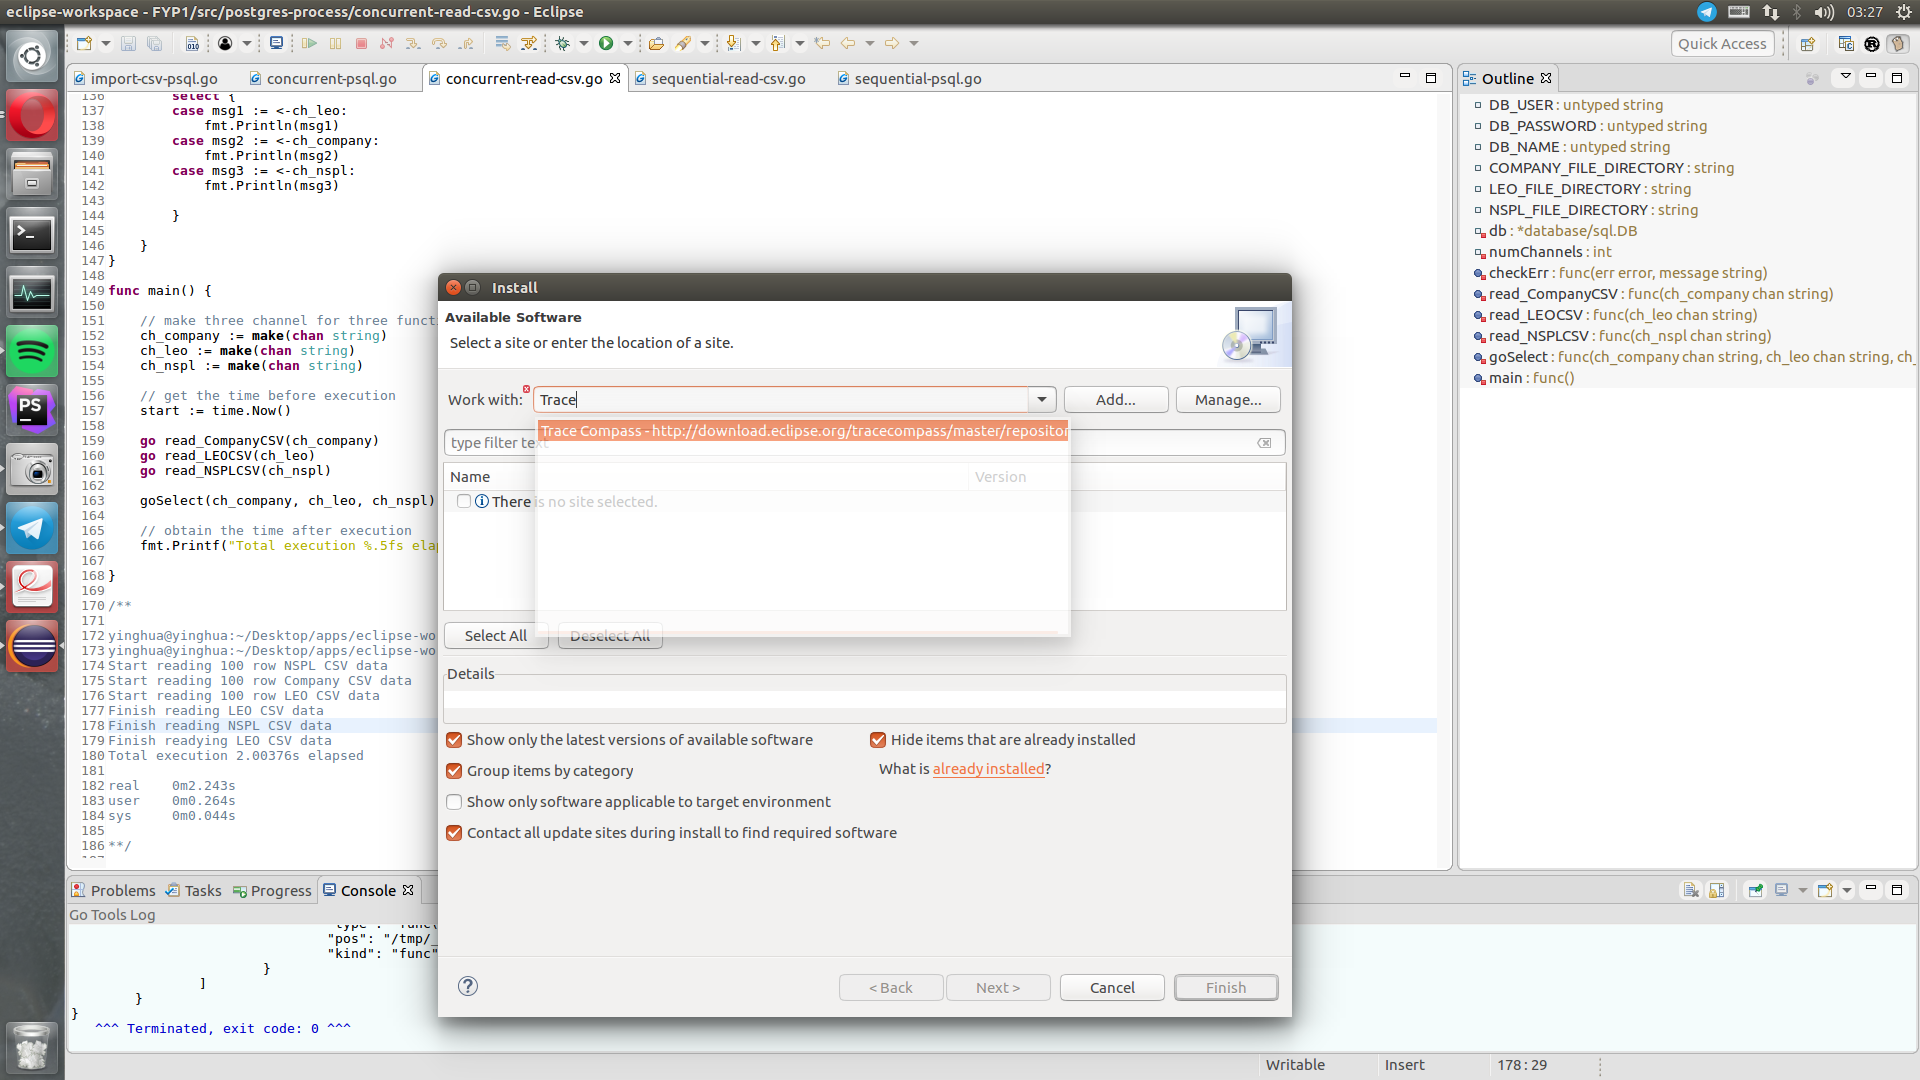 eclipse-workspace - FYP1/src/postgres-process/concurrent-read-csv.go - Eclipse
03:27
Quick Access
import-csv-psql.go
concurrent-psql.go
concurrent-read-csv.go
sequential-read-csv.go
sequential-psql.go
136 select {
137 case msg1 := <-ch_leo:
138 fmt.Println(msg1)
139 case msg2 := <-ch_company:
140 fmt.Println(msg2)
141 case msg3 := <-ch_nspl:
142 fmt.Println(msg3)
143
144 }
145
146 }
147 }
148
149 func main() {
150
151 // make three channel for three funct
152 ch_company := make(chan string)
153 ch_leo := make(chan string)
154 ch_nspl := make(chan string)
155
156 // get the time before execution
157 start := time.Now()
158
159 go read_CompanyCSV(ch_company)
160 go read_LEOCSV(ch_leo)
161 go read_NSPLCSV(ch_nspl)
162
163 goSelect(ch_company, ch_leo, ch_nspl)
164
165 // obtain the time after execution
166 fmt.Printf("Total execution %.5fs ela
167
168 }
169
170 /**
171
172 yinghua@yinghua:~/Desktop/apps/eclipse-wo
173 yinghua@yinghua:~/Desktop/apps/eclipse-wo
174 Start reading 100 row NSPL CSV data
175 Start reading 100 row Company CSV data
176 Start reading 100 row LEO CSV data
177 Finish reading LEO CSV data
178 Finish reading NSPL CSV data
179 Finish readying LEO CSV data
180 Total execution 2.00376s elapsed
181
182 real 0m2.243s
183 user 0m0.264s
184 sys 0m0.044s
185
186 **/
Install
Available Software
Select a site or enter the location of a site.
Work with:
Trace
Add...
Manage...
Trace Compass - http://download.eclipse.org/tracecompass/master/repositor
type filter text
Name
Version
There is no site selected.
Select All
Deselect All
Details
Show only the latest versions of available software
Hide items that are already installed
Group items by category
What is already installed?
Show only software applicable to target environment
Contact all update sites during install to find required software
< Back
Next >
Cancel
Finish
Outline
DB_USER : untyped string
DB_PASSWORD : untyped string
DB_NAME : untyped string
COMPANY_FILE_DIRECTORY : string
LEO_FILE_DIRECTORY : string
NSPL_FILE_DIRECTORY : string
db : *database/sql.DB
numChannels : int
checkErr : func(err error, message string)
read_CompanyCSV : func(ch_company chan string)
read_LEOCSV : func(ch_leo chan string)
read_NSPLCSV : func(ch_nspl chan string)
goSelect : func(ch_company chan string, ch_leo chan string, ch_
main : func()
Problems
Tasks
Progress
Console
Go Tools Log
"type": "func(
"pos": "/tmp/_
"kind": "func"
}
]
}
}
^^^ Terminated, exit code: 0 ^^^
Writable
Insert
178 : 29
PS